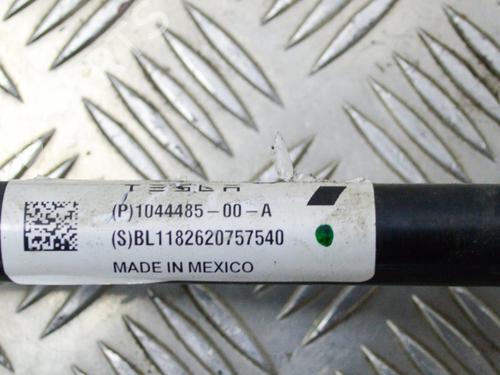 TESLA
(P)1044485-00-A
(S)BL1182620757540
MADE IN MEXICO